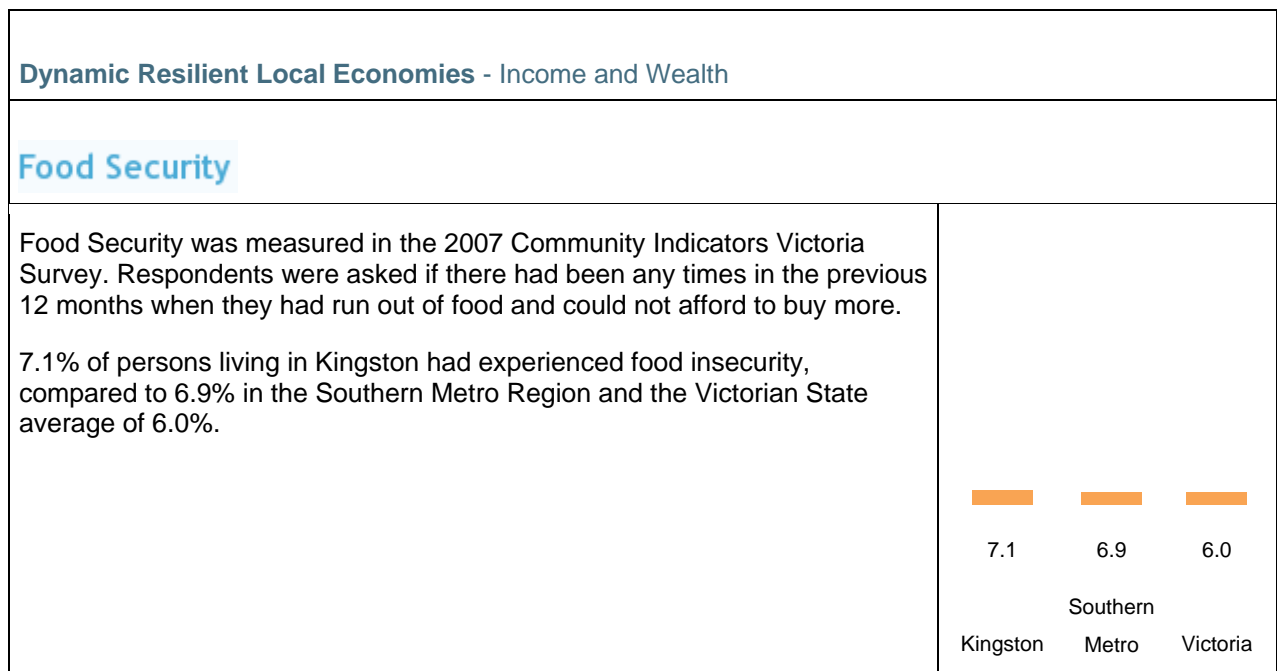 Dynamic Resilient Local Economies - Income and Wealth
Food Security
Food Security was measured in the 2007 Community Indicators Victoria
Survey. Respondents were asked if there had been any times in the previous
12 months when they had run out of food and could not afford to buy more.
7.1% of persons living in Kingston had experienced food insecurity,
compared to 6.9% in the Southern Metro Region and the Victorian State
average of 6.0%.
7.1 6.9 6.0
Southern
Kingston Metro Victoria